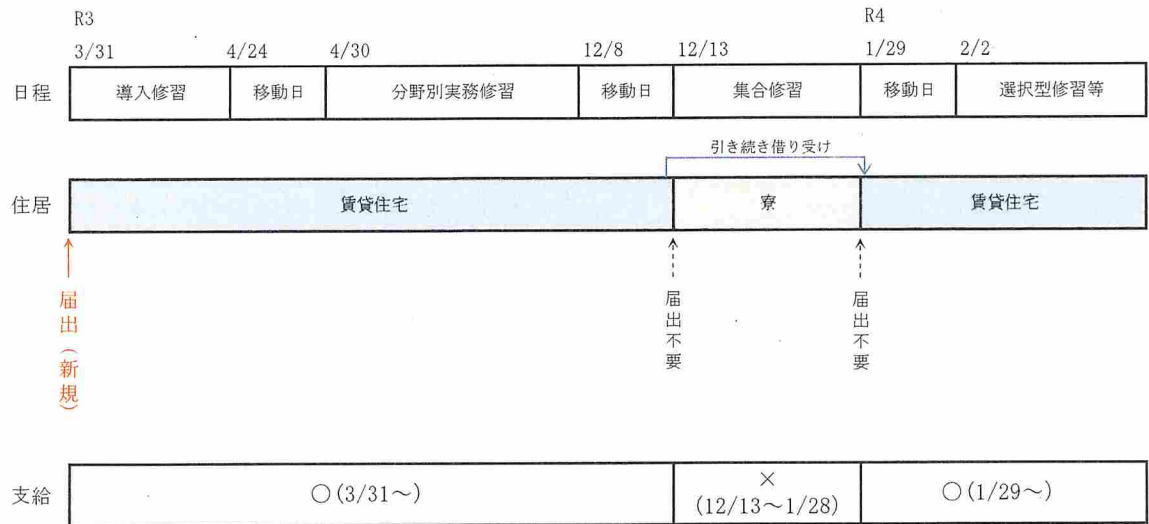 R3
R4
3/31
4/24
4/30
12/8
12/13
1/29
2/2
日程
導入修習
移動日
分野別実務修習
移動日
集合修習
移動日
選択型修習等
引き続き借り受け
住居
賃貸住宅
寮
賃貸住宅
届出（新規）
届出不要
届出不要
支給
○(3/31～)
×
(12/13～1/28)
○(1/29～)